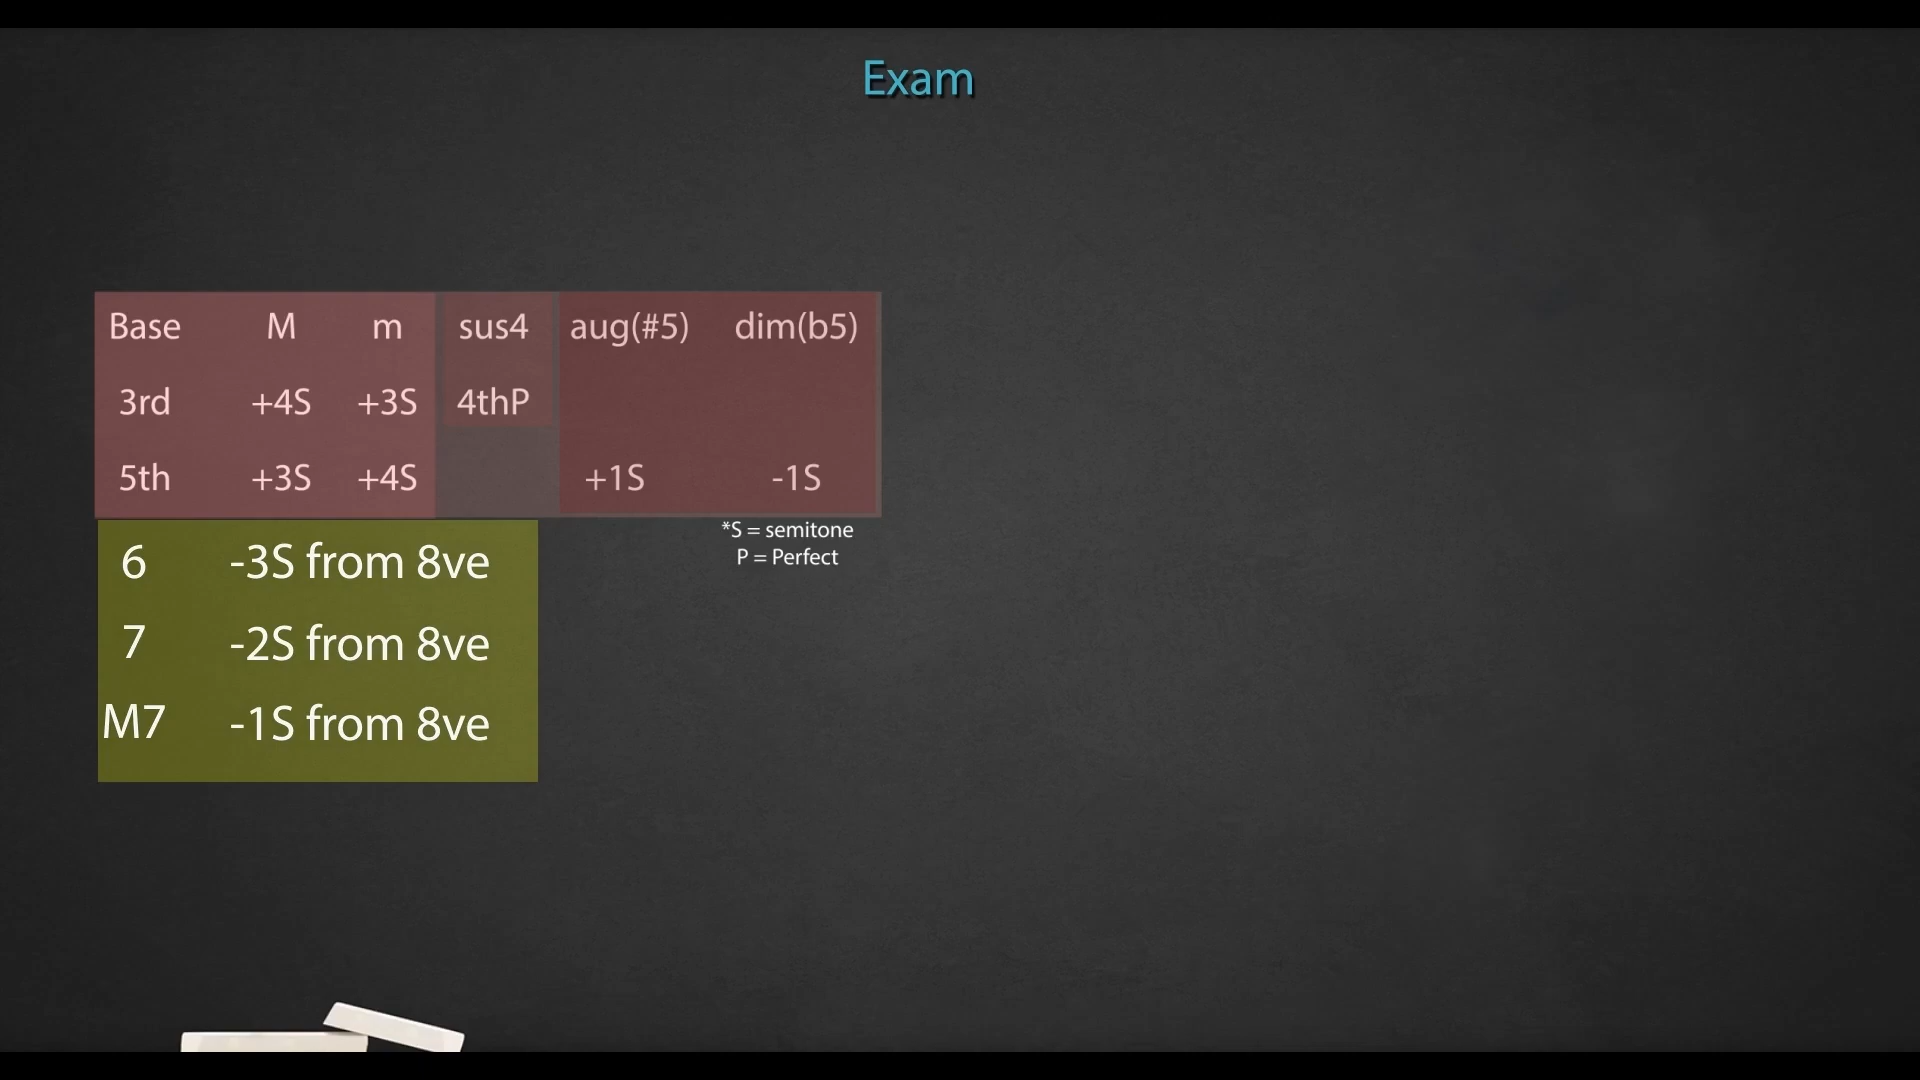 Exam
Base M m sus4 aug(#5) dim(b5)
3rd +4S +3S 4thP
5th +3S +4S +1S -1S
*S = semitone
P = Perfect
6 -3S from 8ve
7 -2S from 8ve
M7 -1S from 8ve